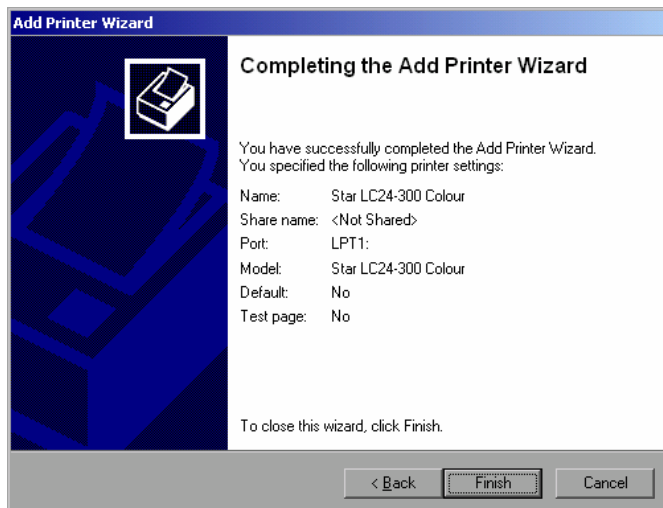 Add Printer Wizard
Completing the Add Printer Wizard
You have successfully completed the Add Printer Wizard.
You specified the following printer settings:
Name: Star LC24-300 Colour
Share name: <Not Shared>
Port: LPT1:
Model: Star LC24-300 Colour
Default: No
Test page: No
To close this wizard, click Finish.
< Back Finish Cancel